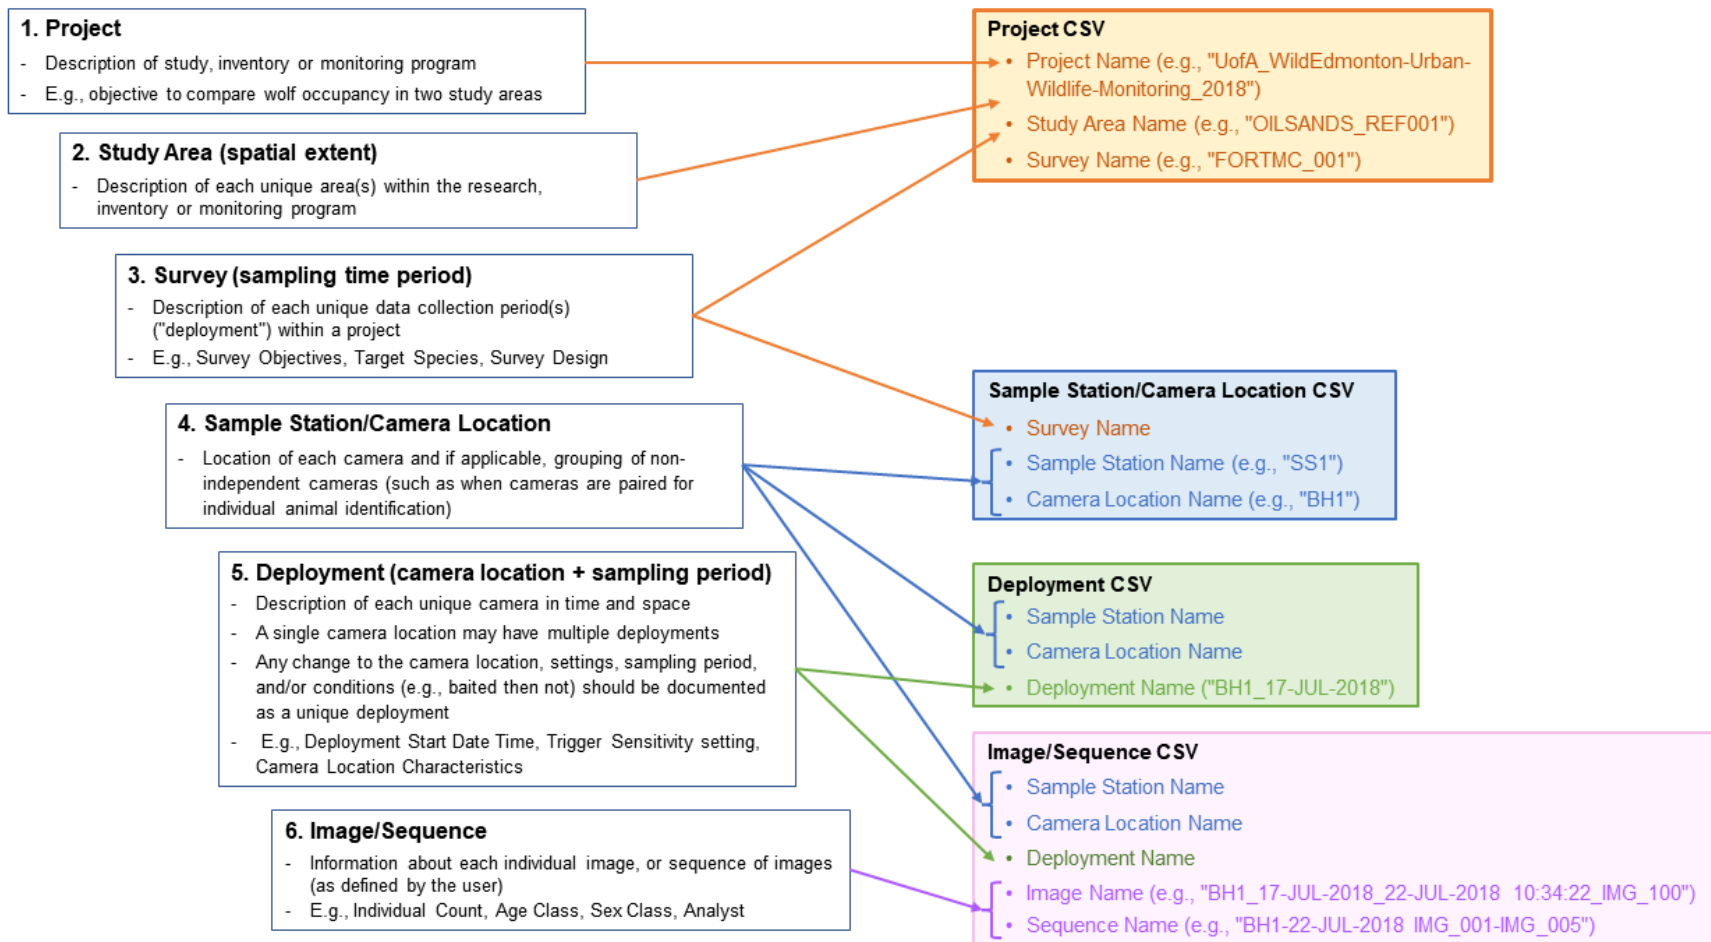 1. Project
- Description of study, inventory or monitoring program
- E.g., objective to compare wolf occupancy in two study areas
2. Study Area (spatial extent)
- Description of each unique area(s) within the research,
inventory or monitoring program
3. Survey (sampling time period)
- Description of each unique data collection period(s)
("deployment") within a project
- E.g., Survey Objectives, Target Species, Survey Design
4. Sample Station/Camera Location
- Location of each camera and if applicable, grouping of non-
independent cameras (such as when cameras are paired for
individual animal identification)
5. Deployment (camera location + sampling period)
- Description of each unique camera in time and space
- A single camera location may have multiple deployments
- Any change to the camera location, settings, sampling period,
and/or conditions (e.g., baited then not) should be documented
as a unique deployment
- E.g., Deployment Start Date Time, Trigger Sensitivity setting,
Camera Location Characteristics
6. Image/Sequence
- Information about each individual image, or sequence of images
(as defined by the user)
- E.g., Individual Count, Age Class, Sex Class, Analyst
Project CSV
• Project Name (e.g., "UofA_WildEdmonton-Urban-
Wildlife-Monitoring_2018")
• Study Area Name (e.g., "OILSANDS_REF001")
• Survey Name (e.g., "FORTMC_001")
Sample Station/Camera Location CSV
• Survey Name
• Sample Station Name (e.g., "SS1")
• Camera Location Name (e.g., "BH1")
Deployment CSV
• Sample Station Name
• Camera Location Name
• Deployment Name ("BH1_17-JUL-2018")
Image/Sequence CSV
• Sample Station Name
• Camera Location Name
• Deployment Name
• Image Name (e.g., "BH1_17-JUL-2018_22-JUL-2018 10:34:22_IMG_100")
• Sequence Name (e.g., "BH1-22-JUL-2018 IMG_001-IMG_005")